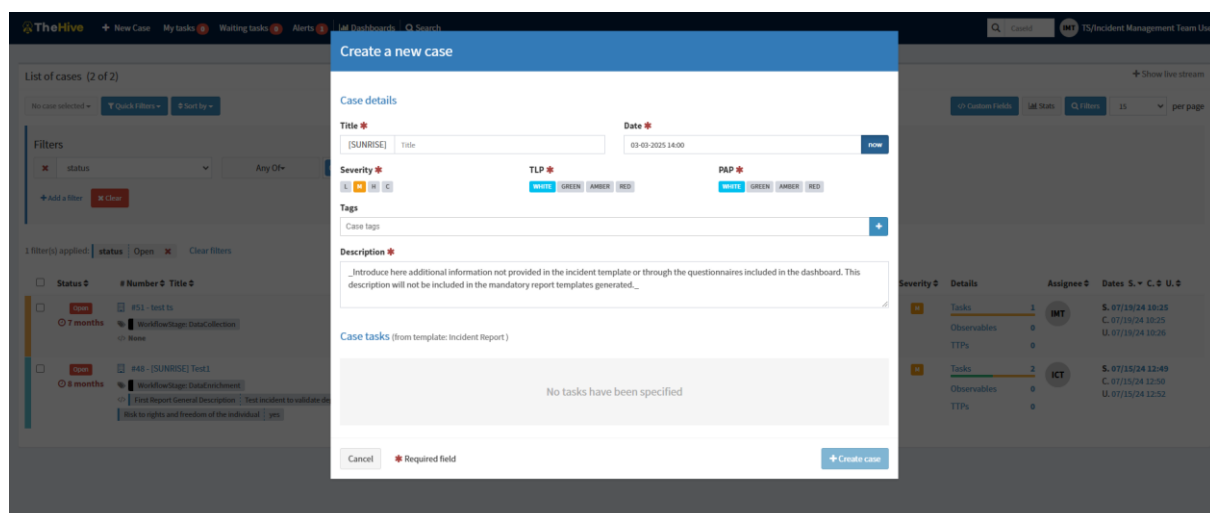 TheHive + New Case My tasks 0 Waiting tasks 0 Alerts 1 Dashboards Search CaseId IMT TS/Incident Management Team Us
Create a new case
List of cases (2 of 2) + Show live stream
No case selected Quick Filters Sort by Custom Fields Stats Filters 15 per page
Case details
Title * Date *
[SUNRISE] Title 03-03-2025 14:00 now
Filters
status Any Of
Severity * TLP * PAP *
L M H C WHITE GREEN AMBER RED WHITE GREEN AMBER RED
+ Add a filter Clear
Tags
Case tags +
1 filter(s) applied: status Open Clear filters
Description *
_Introduce here additional information not provided in the incident template or through the questionnaires included in the dashboard. This
description will not be included in the mandatory report templates generated._
Status # Number Title Severity Details Assignee Dates S. C. U.
Open #51 - test ts M Tasks 1 IMT S. 07/19/24 10:25
7 months WorkflowStage: DataCollection Observables 0 C. 07/19/24 10:25
None TTPs 0 U. 07/19/24 10:26
Case tasks (from template: Incident Report )
Open #48 - [SUNRISE] Test1 M Tasks 2 ICT S. 07/15/24 12:49
8 months WorkflowStage: DataEnrichment Observables 0 C. 07/15/24 12:50
First Report General Description Test incident to validate de TTPs 0 U. 07/15/24 12:52
Risk to rights and freedom of the individual yes
No tasks have been specified
Cancel * Required field + Create case